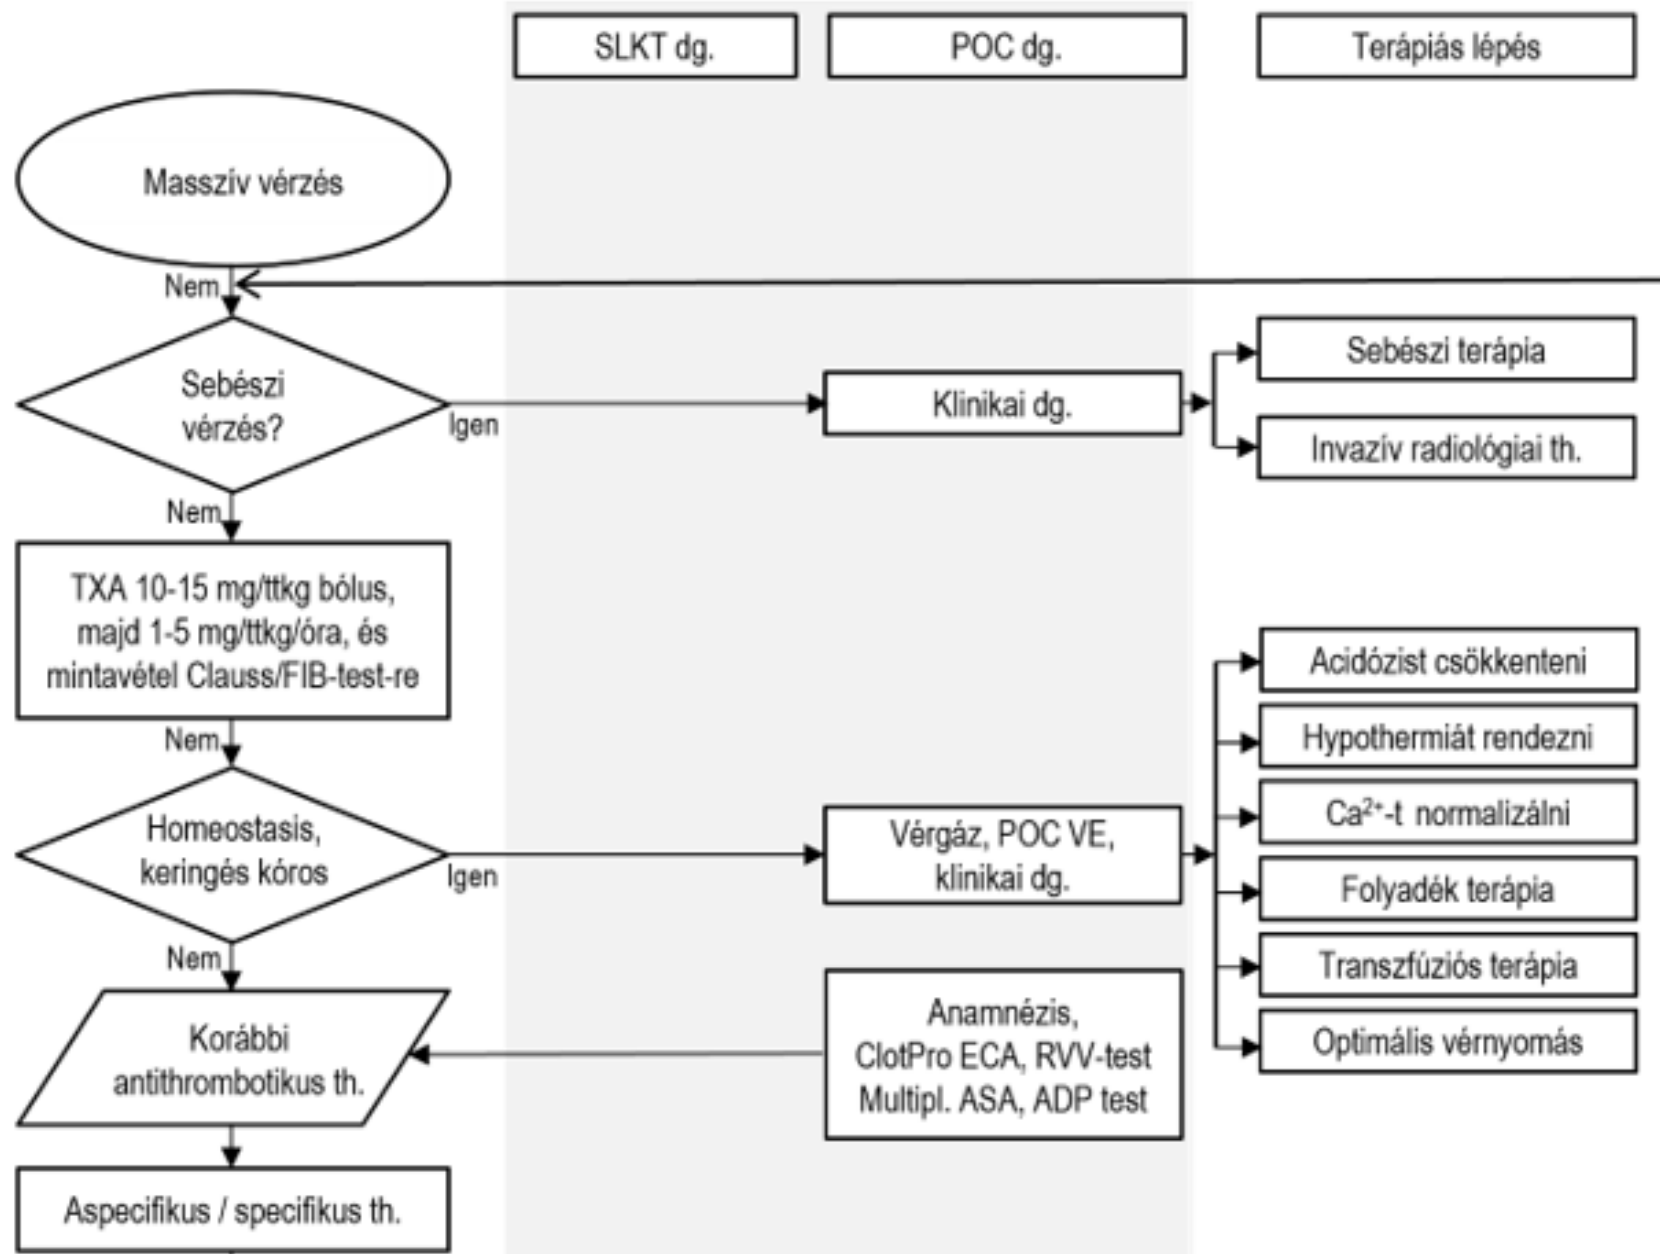 SLKT dg.
POC dg.
Terápiás lépés
Masszív vérzés
Nem
Sebészi
vérzés?
Igen
Klinikai dg.
Sebészi terápia
Invazív radiológiai th.
Nem
TXA 10-15 mg/ttkg bólus,
majd 1-5 mg/ttkg/óra, és
mintavétel Clauss/FIB-test-re
Nem
Homeostasis,
keringés kóros
Igen
Vérgáz, POC VE,
klinikai dg.
Acidózist csökkenteni
Hypothermiát rendezni
Ca²⁺-t normalizálni
Folyadék terápia
Transzfúziós terápia
Optimális vérnyomás
Nem
Korábbi
antithrombotikus th.
Anamnézis,
ClotPro ECA, RVV-test
Multipl. ASA, ADP test
Aspecifikus / specifikus th.